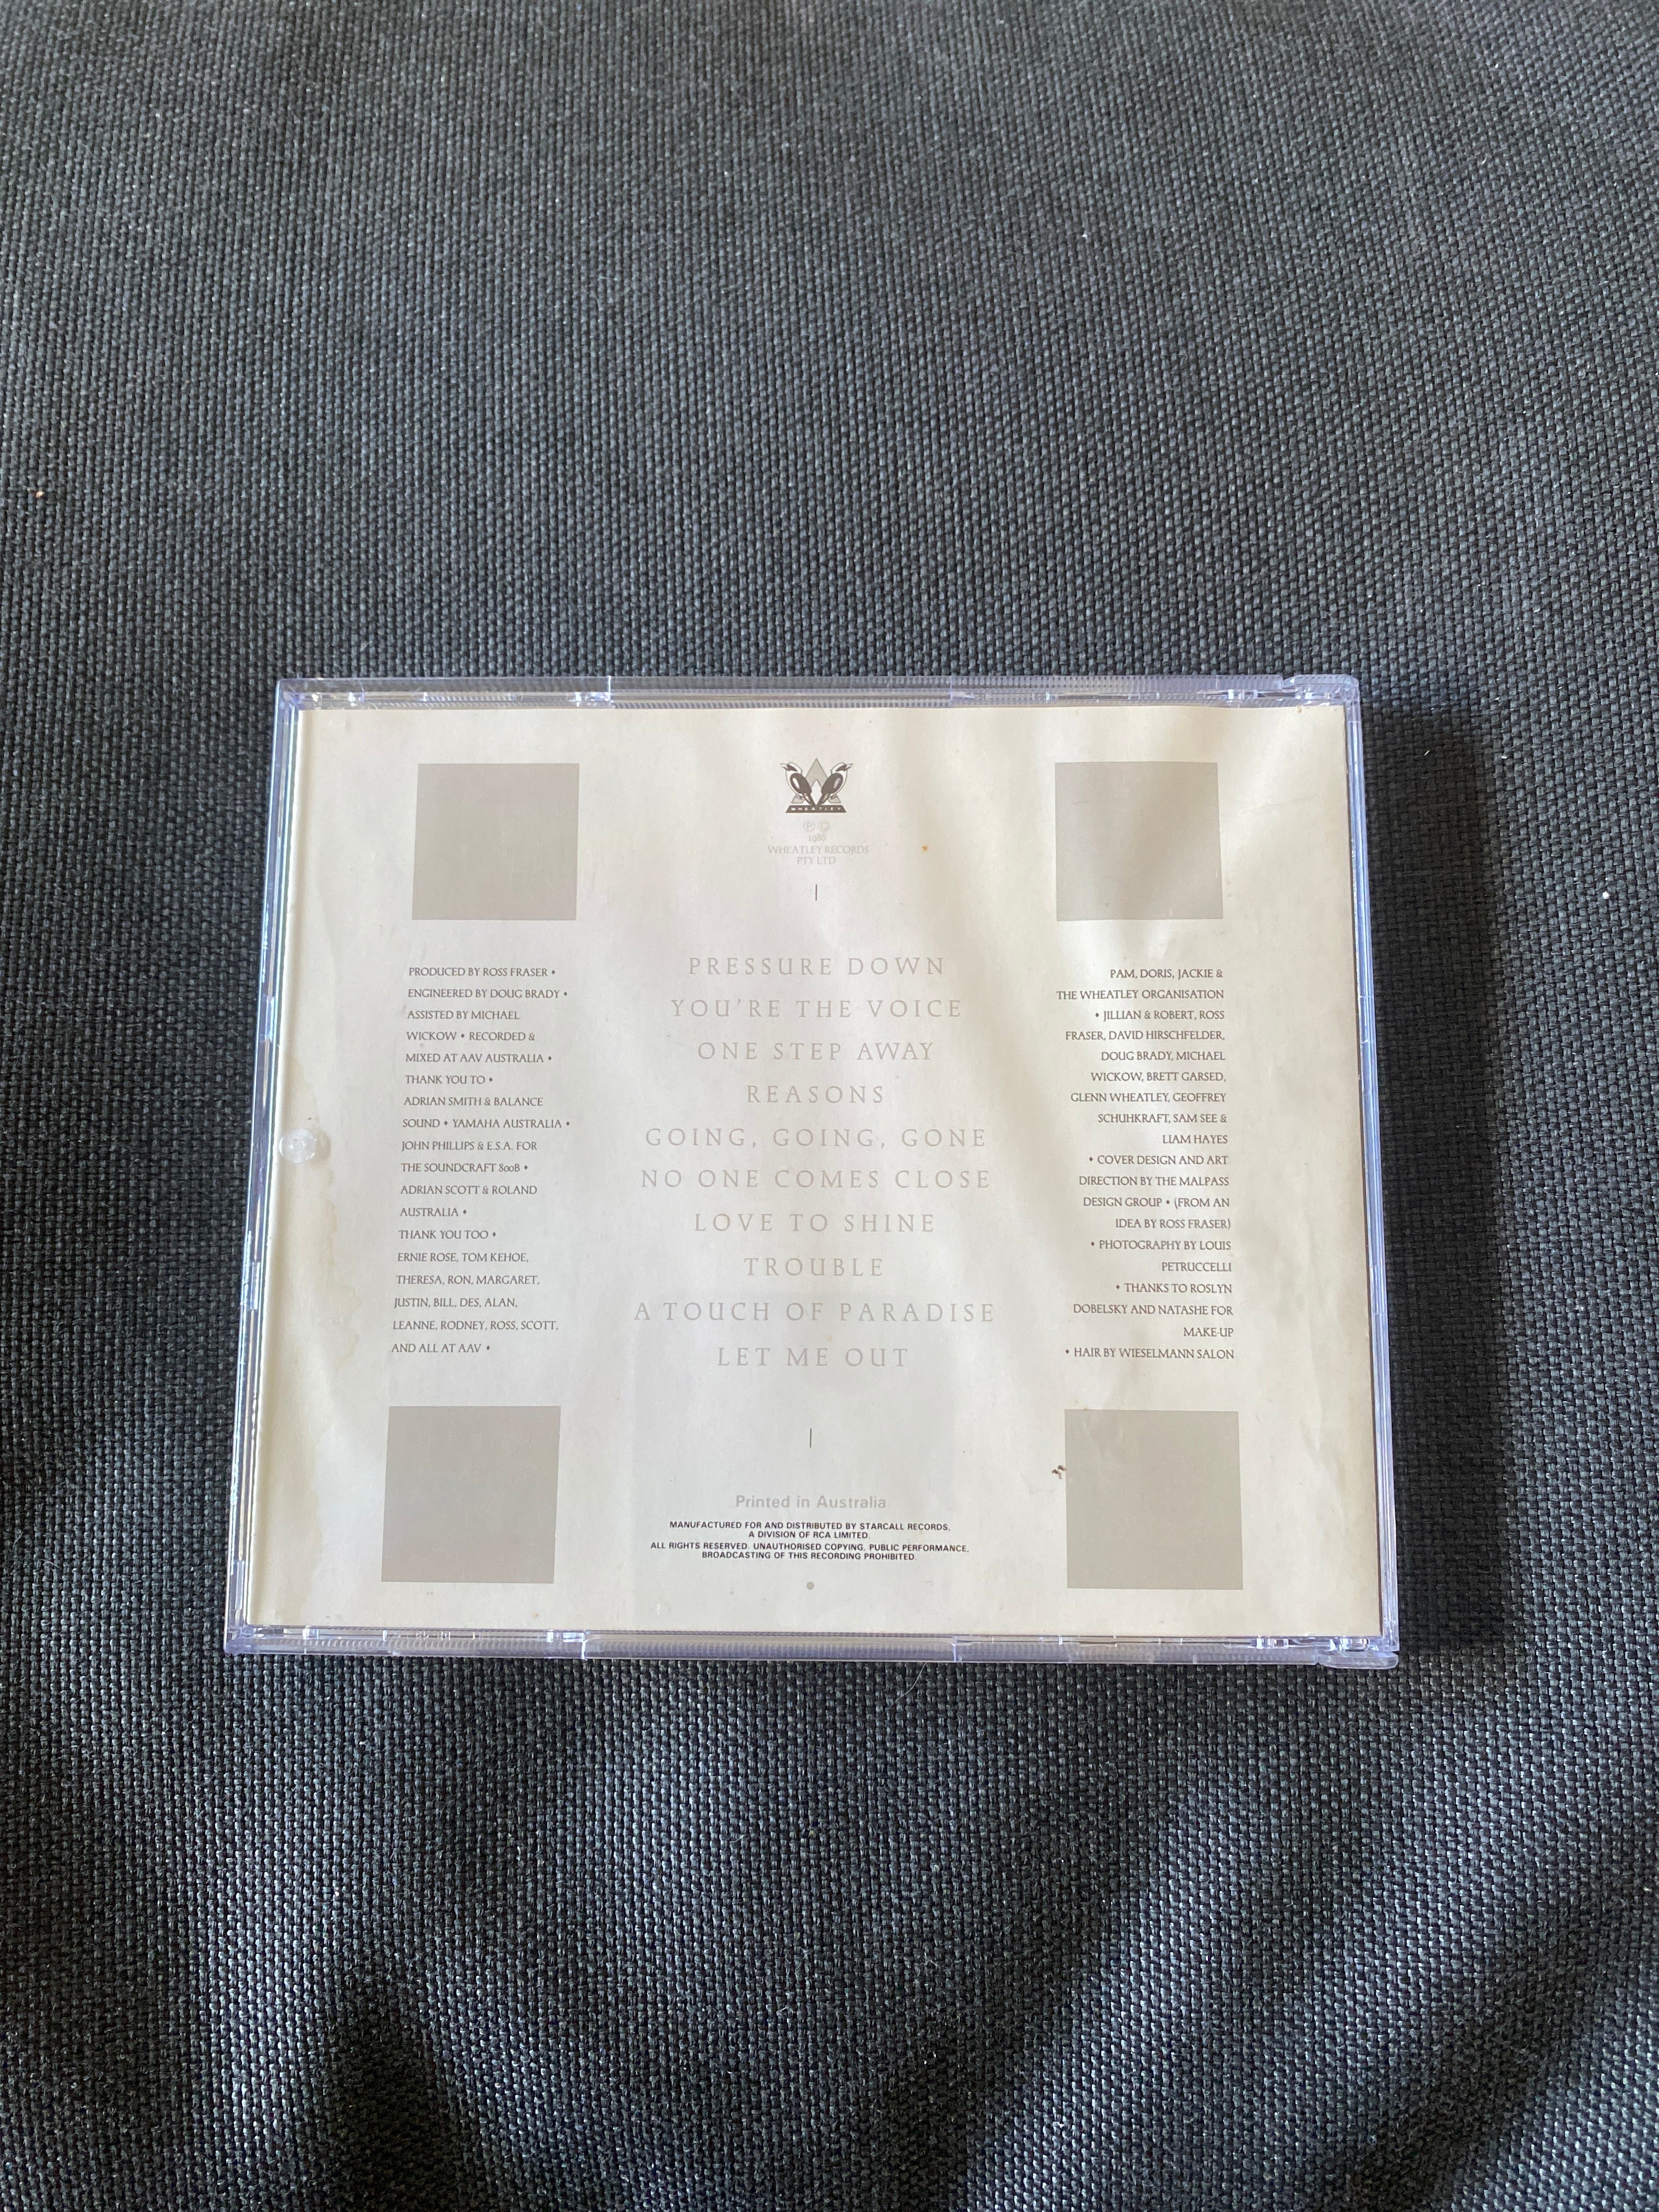 WHEATLEY
℗ ©
1986
WHEATLEY RECORDS
PTY LTD
PRESSURE DOWN
YOU'RE THE VOICE
ONE STEP AWAY
REASONS
GOING, GOING, GONE
NO ONE COMES CLOSE
LOVE TO SHINE
TROUBLE
A TOUCH OF PARADISE
LET ME OUT
PRODUCED BY ROSS FRASER •
ENGINEERED BY DOUG BRADY •
ASSISTED BY MICHAEL
WICKOW • RECORDED &
MIXED AT AAV AUSTRALIA •
THANK YOU TO •
ADRIAN SMITH & BALANCE
SOUND • YAMAHA AUSTRALIA •
JOHN PHILLIPS & E.S.A. FOR
THE SOUNDCRAFT 800B •
ADRIAN SCOTT & ROLAND
AUSTRALIA •
THANK YOU TOO •
ERNIE ROSE, TOM KEHOE,
THERESA, RON, MARGARET,
JUSTIN, BILL, DES, ALAN,
LEANNE, RODNEY, ROSS, SCOTT,
AND ALL AT AAV •
PAM, DORIS, JACKIE &
THE WHEATLEY ORGANISATION
• JILLIAN & ROBERT, ROSS
FRASER, DAVID HIRSCHFELDER,
DOUG BRADY, MICHAEL
WICKOW, BRETT GARSED,
GLENN WHEATLEY, GEOFFREY
SCHUHKRAFT, SAM SEE &
LIAM HAYES
• COVER DESIGN AND ART
DIRECTION BY THE MALPASS
DESIGN GROUP • (FROM AN
IDEA BY ROSS FRASER)
• PHOTOGRAPHY BY LOUIS
PETRUCCELLI
• THANKS TO ROSLYN
DOBELSKY AND NATASHE FOR
MAKE-UP
• HAIR BY WIESELMANN SALON
Printed in Australia
MANUFACTURED FOR AND DISTRIBUTED BY STARCALL RECORDS,
A DIVISION OF RCA LIMITED.
ALL RIGHTS RESERVED. UNAUTHORISED COPYING, PUBLIC PERFORMANCE,
BROADCASTING OF THIS RECORDING PROHIBITED.